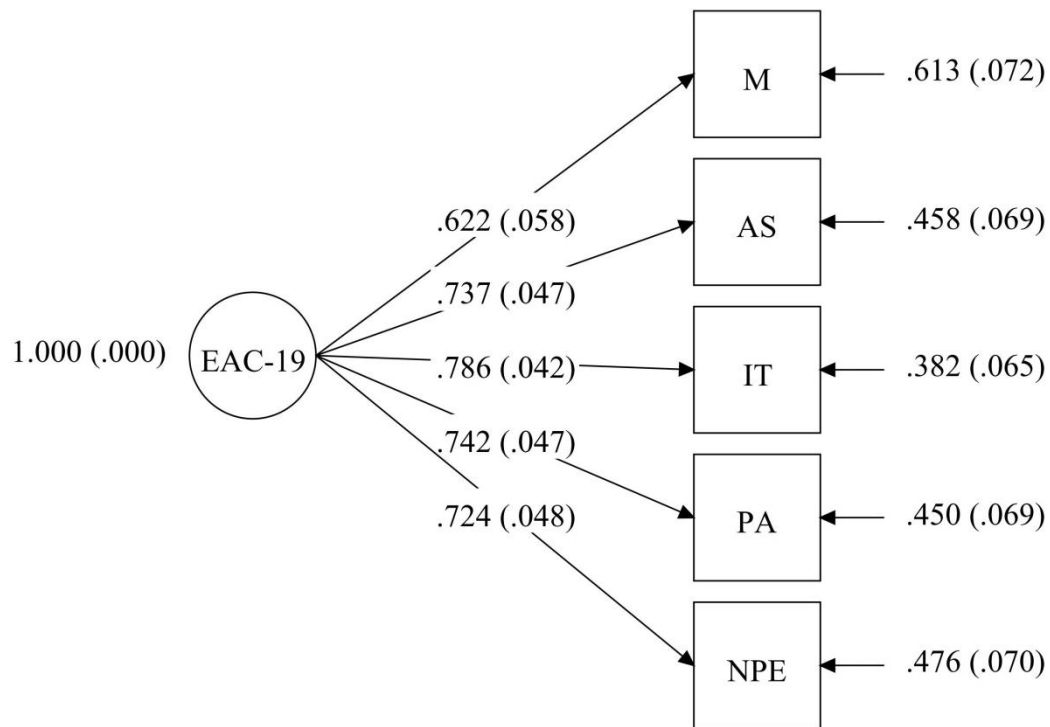 M
.613 (.072)
.622 (.058)
AS
.458 (.069)
.737 (.047)
1.000 (.000)
EAC-19
.786 (.042)
IT
.382 (.065)
.742 (.047)
PA
.450 (.069)
.724 (.048)
NPE
.476 (.070)